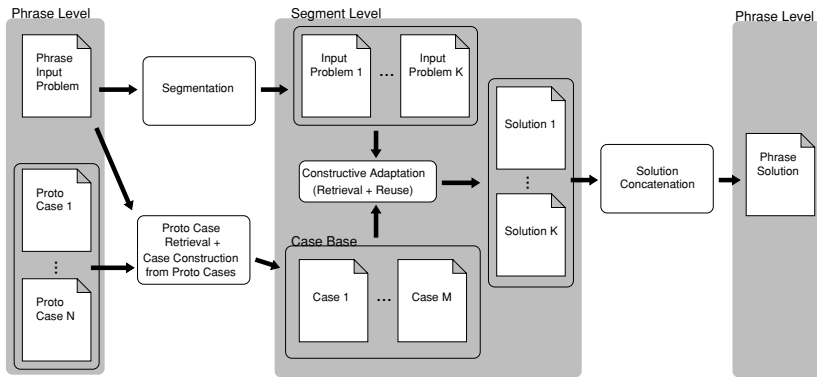 Phrase Level
Segment Level
Phrase Level
Phrase
Input
Problem
Segmentation
Input
Problem 1
...
Input
Problem K
Proto
Case 1
...
Proto
Case N
Proto Case
Retrieval +
Case Construction
from Proto Cases
Constructive Adaptation
(Retrieval + Reuse)
Case Base
Case 1
...
Case M
Solution 1
...
Solution K
Solution
Concatenation
Phrase
Solution